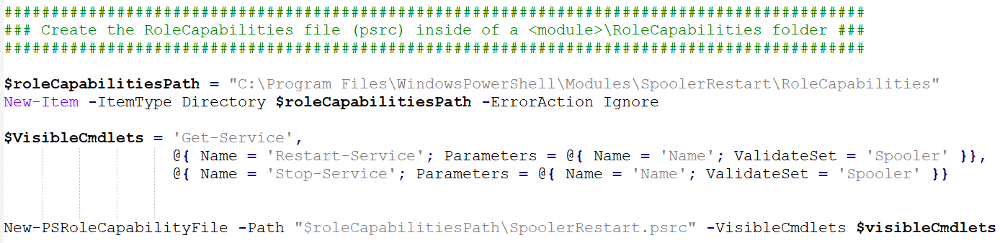 ############################################################################################
### Create the RoleCapabilities file (psrc) inside of a <module>\RoleCapabilities folder ###
############################################################################################
$roleCapabilitiesPath = "C:\Program Files\WindowsPowerShell\Modules\SpoolerRestart\RoleCapabilities"
New-Item -ItemType Directory $roleCapabilitiesPath -ErrorAction Ignore
$VisibleCmdlets = 'Get-Service',
@{ Name = 'Restart-Service'; Parameters = @{ Name = 'Name'; ValidateSet = 'Spooler' }},
@{ Name = 'Stop-Service'; Parameters = @{ Name = 'Name'; ValidateSet = 'Spooler' }}
New-PSRoleCapabilityFile -Path "$roleCapabilitiesPath\SpoolerRestart.psrc" -VisibleCmdlets $visibleCmdlets